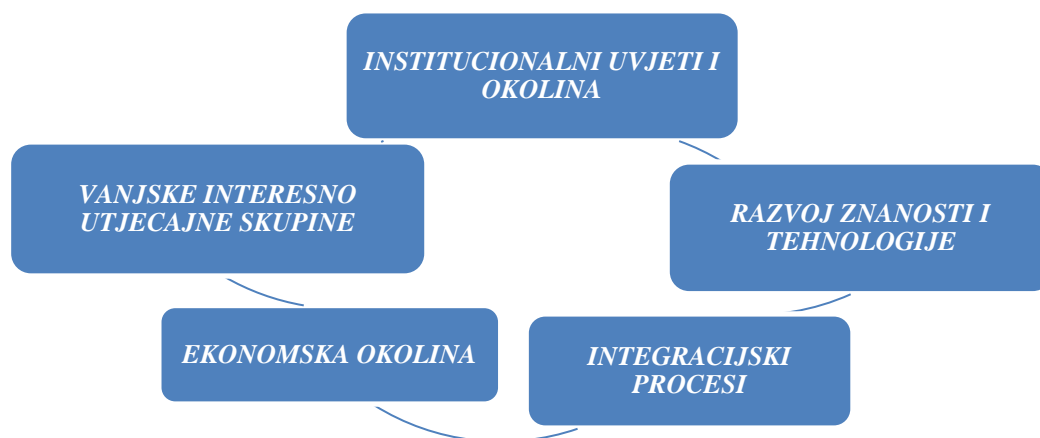 INSTITUCIONALNI UVJETI I
OKOLINA
VANJSKE INTERESNO
UTJECAJNE SKUPINE
RAZVOJ ZNANOSTI I
TEHNOLOGIJE
EKONOMSKA OKOLINA
INTEGRACIJSKI
PROCESI